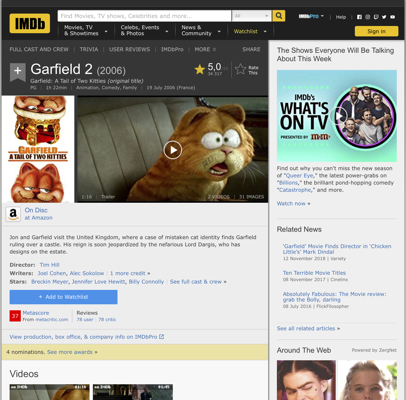 IMDb
Find Movies, TV shows, Celebrities and more...
All
IMDbPro
Help
Movies, TV & Showtimes
Celebs, Events & Photos
News & Community
Watchlist
Sign in
FULL CAST AND CREW | TRIVIA | USER REVIEWS | IMDbPro | MORE
SHARE
Garfield 2 (2006)
Garfield: A Tail of Two Kitties (original title)
PG | 1h 22min | Animation, Comedy, Family | 19 July 2006 (France)
5,0
Rate This
GARFIELD
A TAIL OF TWO KITTIES
1:16 | Trailer
2 VIDEOS | 31 IMAGES
On Disc
at Amazon
Jon and Garfield visit the United Kingdom, where a case of mistaken cat identity finds Garfield
ruling over a castle. His reign is soon jeopardized by the nefarious Lord Dargis, who has
designs on the estate.
Director: Tim Hill
Writers: Joel Cohen, Alec Sokolow | 1 more credit »
Stars: Breckin Meyer, Jennifer Love Hewitt, Billy Connolly | See full cast & crew »
+ Add to Watchlist
37
Metascore
From metacritic.com
Reviews
78 user | 78 critic
View production, box office, & company info on IMDbPro
4 nominations. See more awards »
Videos
The Shows Everyone Will Be Talking
About This Week
IMDb's
WHAT'S
ON TV
PRESENTED BY M&M'S
Find out why you can't miss the new season
of "Queer Eye," the latest power-grabs on
"Billions," the brilliant pond-hopping comedy
"Catastrophe," and more.
Watch now »
Related News
'Garfield' Movie Finds Director in 'Chicken
Little's' Mark Dindal
12 November 2018 | Variety
Ten Terrible Movie Titles
08 November 2017 | Cinelinx
Absolutely Fabulous: The Movie review:
grab the Bolly, darling
08 July 2016 | FlickFilosopher
See all related articles »
Around The Web
Powered by ZergNet